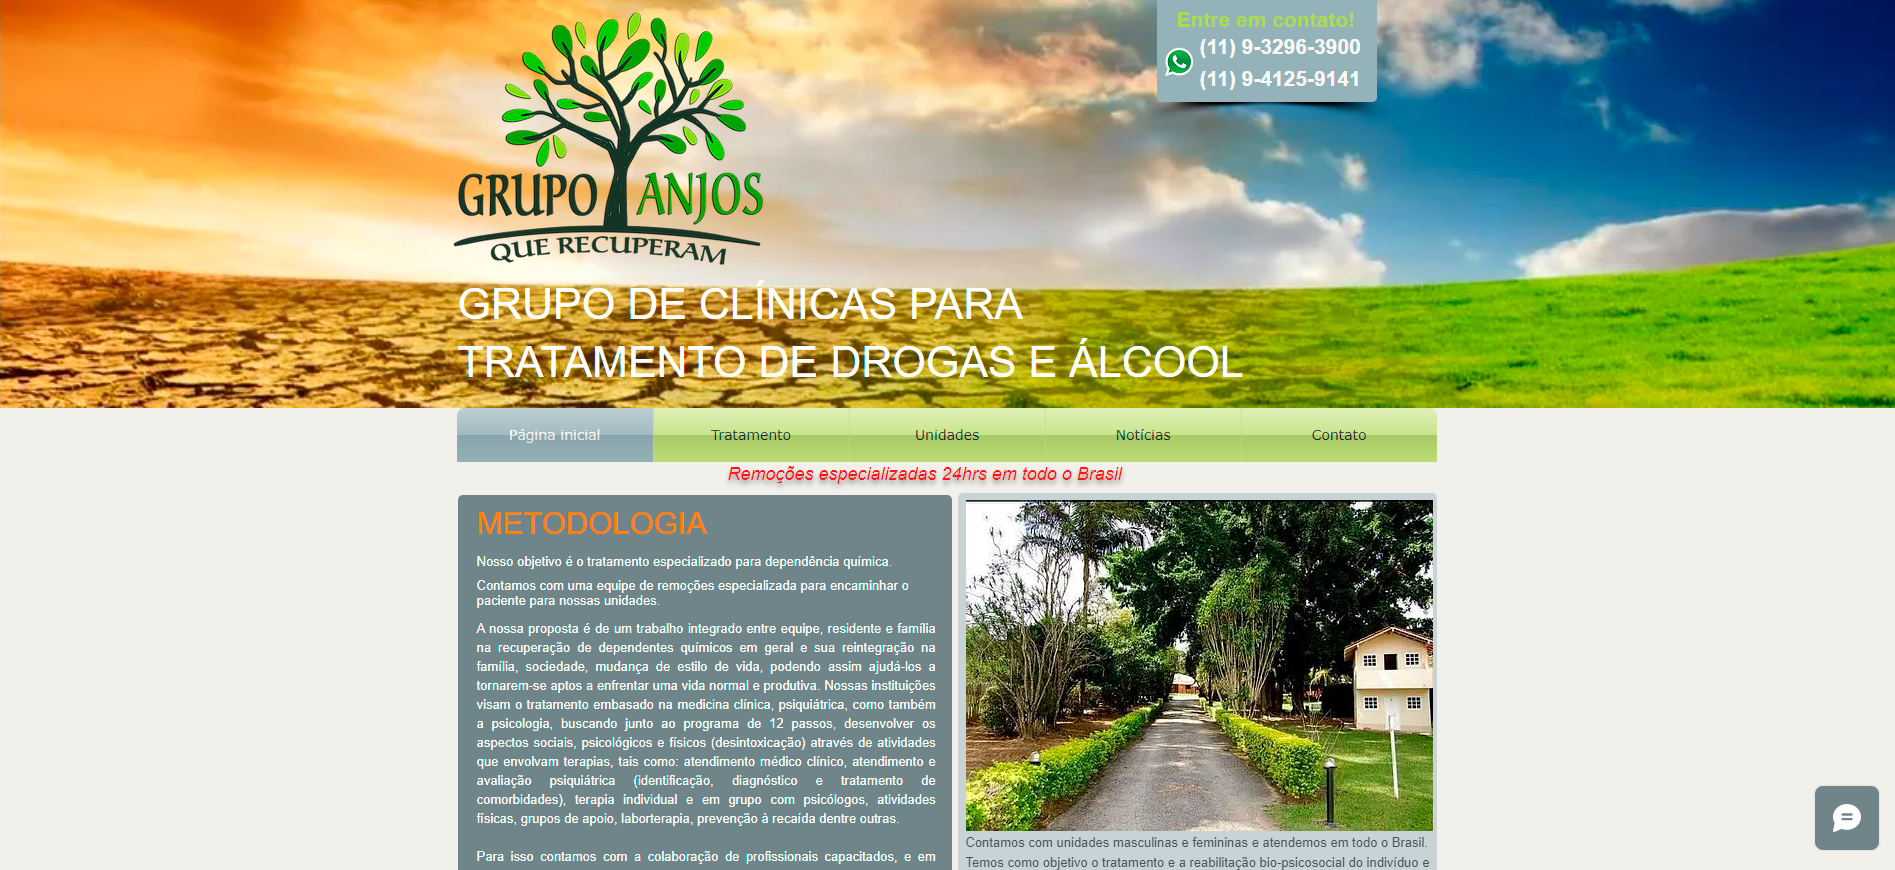 Entre em contato!
(11) 9-3296-3900
(11) 9-4125-9141
GRUPO ANJOS
QUE RECUPERAM
GRUPO DE CLÍNICAS PARA
TRATAMENTO DE DROGAS E ÁLCOOL
Página inicial Tratamento Unidades Notícias Contato
Remoções especializadas 24hrs em todo o Brasil
METODOLOGIA
Nosso objetivo é o tratamento especializado para dependência química.
Contamos com uma equipe de remoções especializada para encaminhar o
paciente para nossas unidades.
A nossa proposta é de um trabalho integrado entre equipe, residente e família
na recuperação de dependentes químicos em geral e sua reintegração na
família, sociedade, mudança de estilo de vida, podendo assim ajudá-los a
tornarem-se aptos a enfrentar uma vida normal e produtiva. Nossas instituições
visam o tratamento embasado na medicina clínica, psiquiátrica, como também
a psicologia, buscando junto ao programa de 12 passos, desenvolver os
aspectos sociais, psicológicos e físicos (desintoxicação) através de atividades
que envolvam terapias, tais como: atendimento médico clínico, atendimento e
avaliação psiquiátrica (identificação, diagnóstico e tratamento de
comorbidades), terapia individual e em grupo com psicólogos, atividades
físicas, grupos de apoio, laborterapia, prevenção à recaída dentre outras.
Para isso contamos com a colaboração de profissionais capacitados, e em
Contamos com unidades masculinas e femininas e atendemos em todo o Brasil.
Temos como objetivo o tratamento e a reabilitação bio-psicosocial do indivíduo e